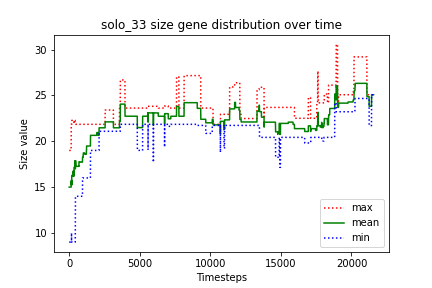 solo_33 size gene distribution over time
30
25
20
15
10
Size value
0
5000
10000
15000
20000
Timesteps
max
mean
min